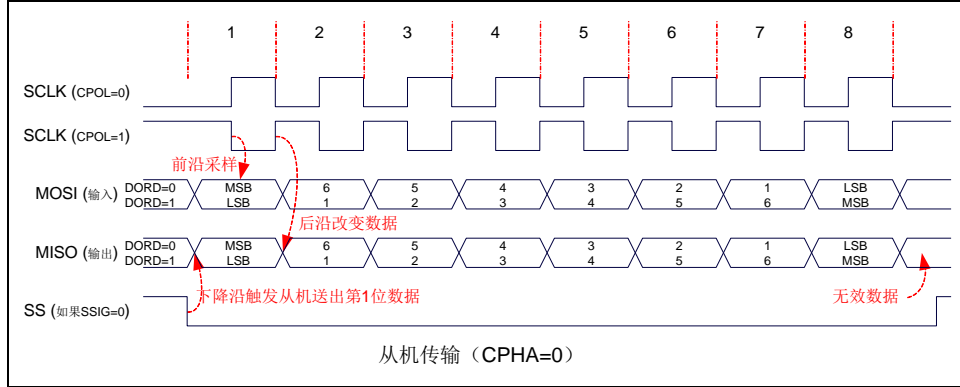 1 2 3 4 5 6 7 8
SCLK (CPOL=0)
SCLK (CPOL=1)
前沿采样
MOSI (输入) DORD=0 MSB 6 5 4 3 2 1 LSB
DORD=1 LSB 1 2 3 4 5 6 MSB
后沿改变数据
MISO (输出) DORD=0 MSB 6 5 4 3 2 1 LSB
DORD=1 LSB 1 2 3 4 5 6 MSB
下降沿触发从机送出第1位数据 无效数据
SS (如果SSIG=0)
从机传输（CPHA=0）